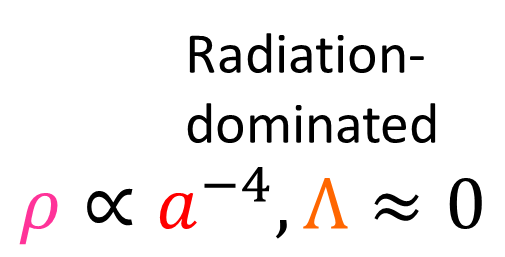 Radiation-
dominated
ρ ∝ a⁻⁴, Λ ≈ 0